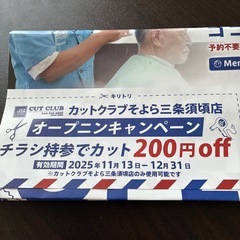 コ
予約不要
Men
キリトリ
CUT CLUB
カットクラブそよら三条須頃店
オープニンキャンペーン
チラシ持参でカット200円off
有効期間 2025年11月13日〜12月31日
※カットクラブそよら三条須頃店のみ使用可能です